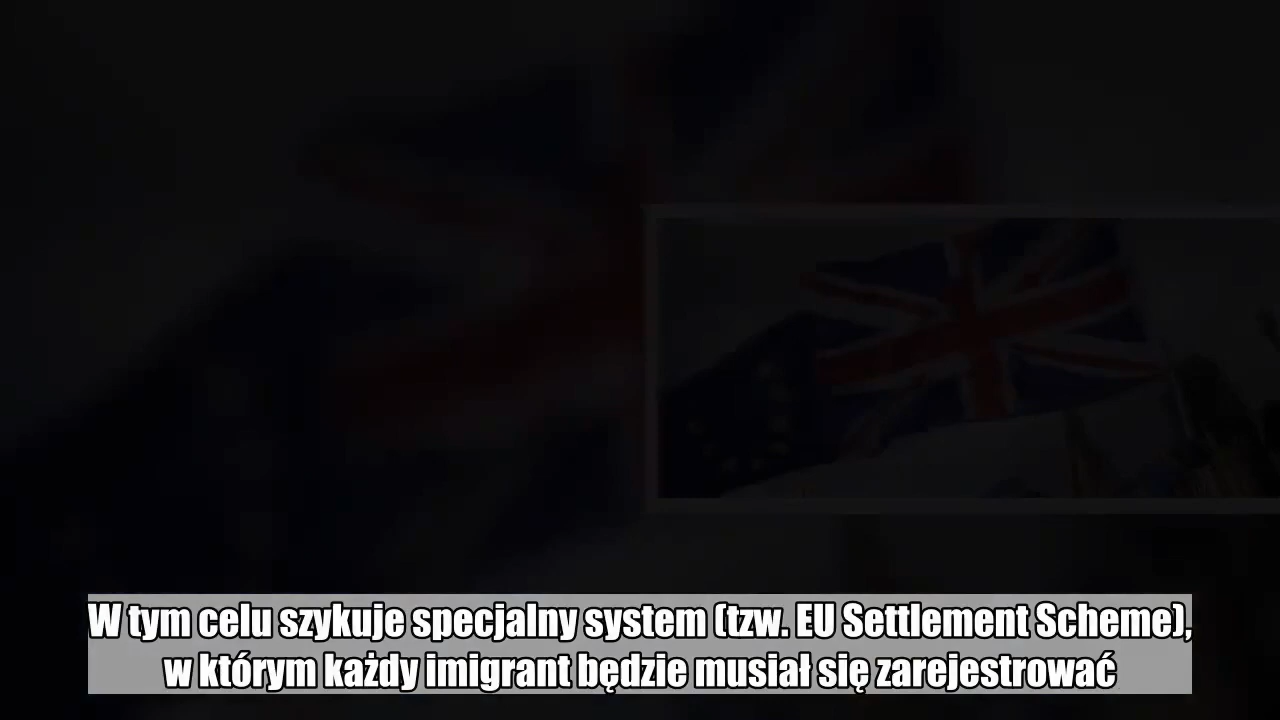 W tym celu szykuje specjalny system (tzw. EU Settlement Scheme),
w którym każdy imigrant będzie musiał się zarejestrować